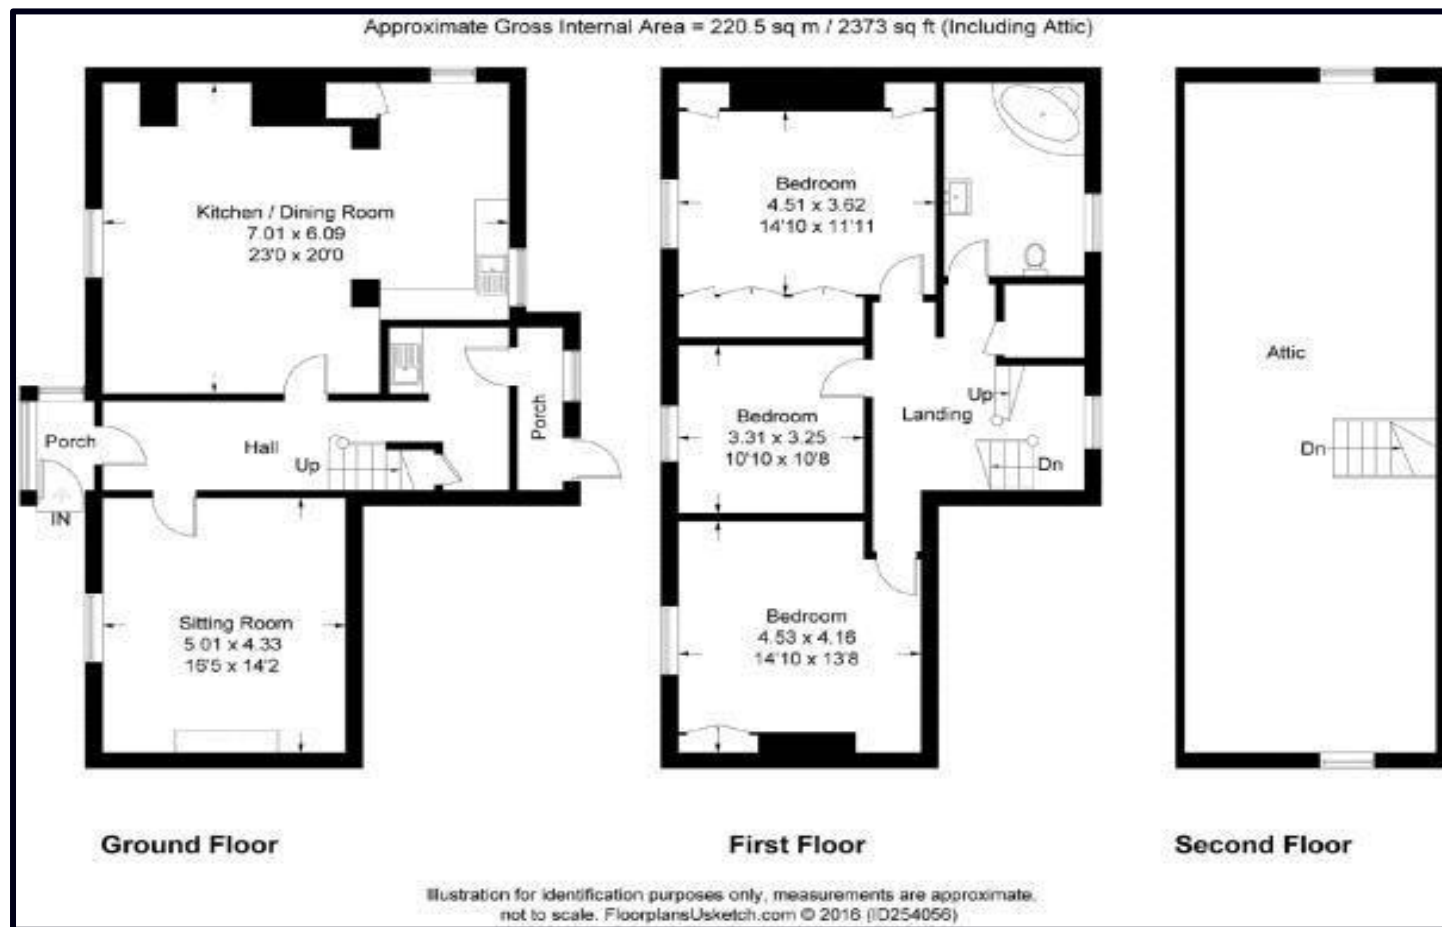 Approximate Gross Internal Area = 220.5 sq m / 2373 sq ft (Including Attic)
Kitchen / Dining Room
7.01 x 6.09
23'0 x 20'0
Porch
IN
Hall
Up
Porch
Sitting Room
5.01 x 4.33
16'5 x 14'2
Ground Floor
Bedroom
4.51 x 3.62
14'10 x 11'11
Bedroom
3.31 x 3.25
10'10 x 10'8
Landing
Up
Dn
Bedroom
4.53 x 4.16
14'10 x 13'8
First Floor
Attic
Dn
Second Floor
Illustration for identification purposes only, measurements are approximate,
not to scale. FloorplansUsketch.com © 2016 (ID254056)